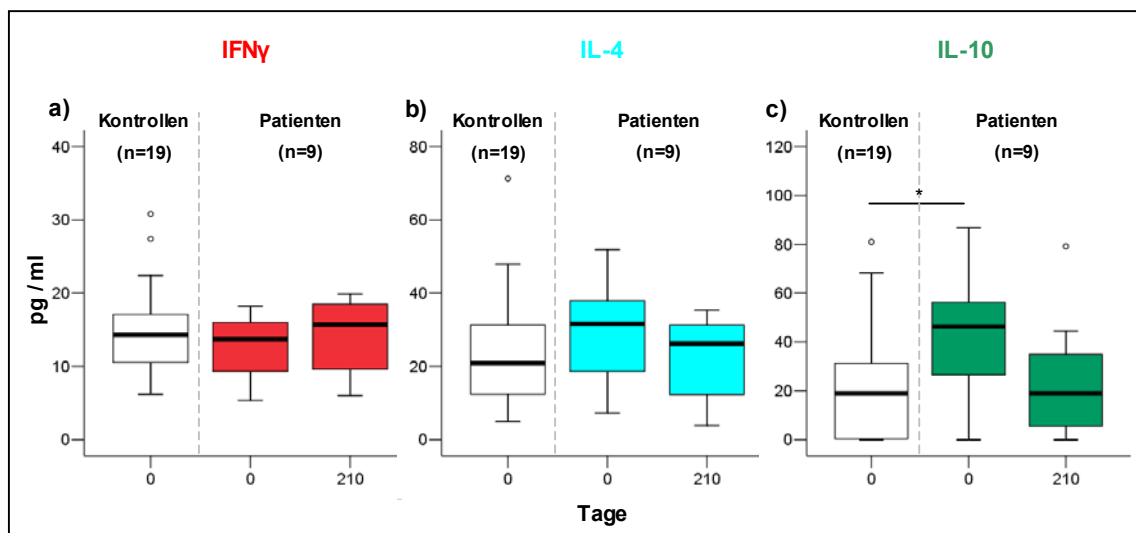 IFNγ IL-4 IL-10
a) b) c)
Kontrollen Patienten Kontrollen Patienten Kontrollen Patienten
(n=19) (n=9) (n=19) (n=9) (n=19) (n=9)
pg / ml
40
30
20
10
0
0 0 210
80
60
40
20
0
0 0 210
120
100
80
60
40
20
0
*
0 0 210
Tage